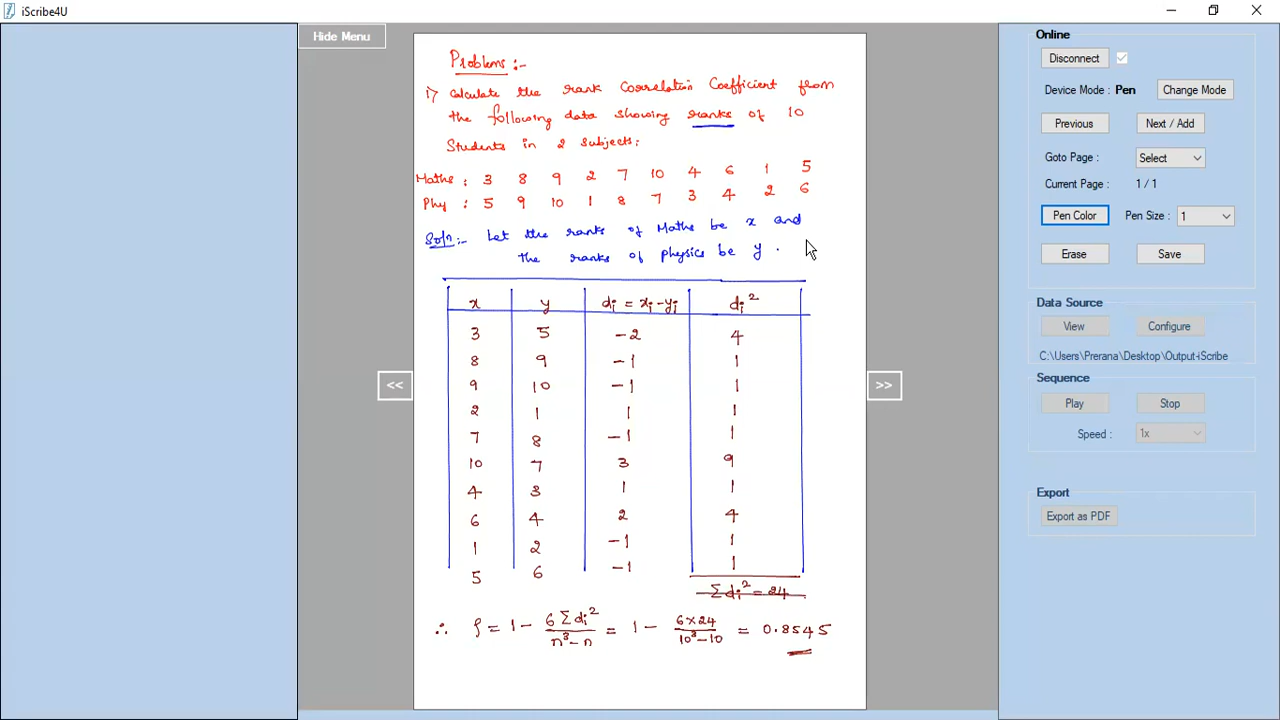 iScribe4U
Hide Menu
Problems :-
1) Calculate the rank Correlation Coefficient from
the following data showing ranks of 10
Students in 2 subjects:
Maths : 3 8 9 2 7 10 4 6 1 5
Phy : 5 9 10 1 8 7 3 4 2 6
Solⁿ:- Let the ranks of Maths be x and
the ranks of physics be y .
x y di = xi - yi di²
3 5 -2 4
8 9 -1 1
9 10 -1 1
2 1 1 1
7 8 -1 1
10 7 3 9
4 3 1 1
6 4 2 4
1 2 -1 1
5 6 -1 1
Σdi² = 24
∴ ρ = 1 - 6Σdi² / n³-n = 1 - 6×24 / 10³-10 = 0.8545
<<
>>
Online
Disconnect
Device Mode : Pen Change Mode
Previous Next / Add
Goto Page : Select
Current Page : 1 / 1
Pen Color Pen Size : 1
Erase Save
Data Source
View Configure
C:\Users\Prerana\Desktop\Output-iScribe
Sequence
Play Stop
Speed : 1x
Export
Export as PDF